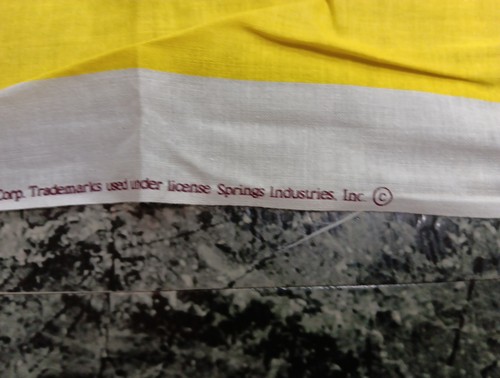 Corp. Trademarks used under license Springs Industries, Inc. ©